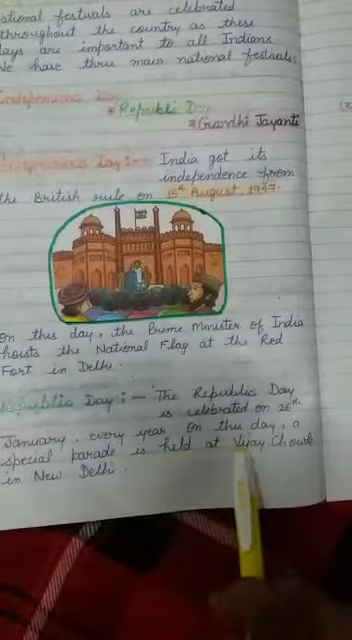 national festivals are celebrated
throughout the country as these
days are important to all Indians
We have three main national festivals:
Independence Day
*Republic Day
*Gandhi Jayanti
Independence day:— India got its
independence from
the British rule on 15th August, 1947.
On this day, the Prime Minister of India
hoists the National Flag at the Red
Fort in Delhi.
Republic Day:— The Republic Day
is celebrated on 26th
January. every year On this day, a
special parade is held at Vijay Chowk
in New Delhi.